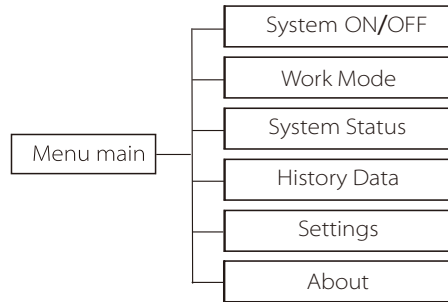 System ON/OFF
Work Mode
System Status
Menu main
History Data
Settings
About